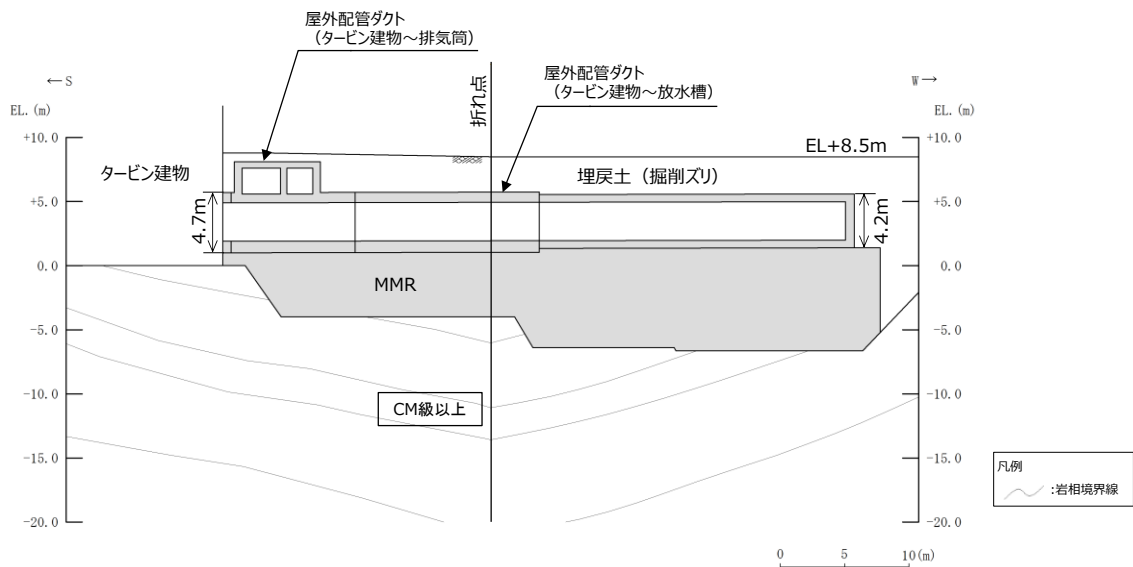 屋外配管ダクト
（タービン建物～排気筒）
←S
折れ点
屋外配管ダクト
（タービン建物～放水槽）
W→
EL. (m)
EL. (m)
+10.0
+10.0
EL+8.5m
タービン建物
埋戻土（掘削ズリ）
+5.0
+5.0
4.7m
4.2m
0.0
0.0
MMR
-5.0
-5.0
-10.0
-10.0
CM級以上
-15.0
-15.0
凡例
:岩相境界線
-20.0
-20.0
0 5 10(m)